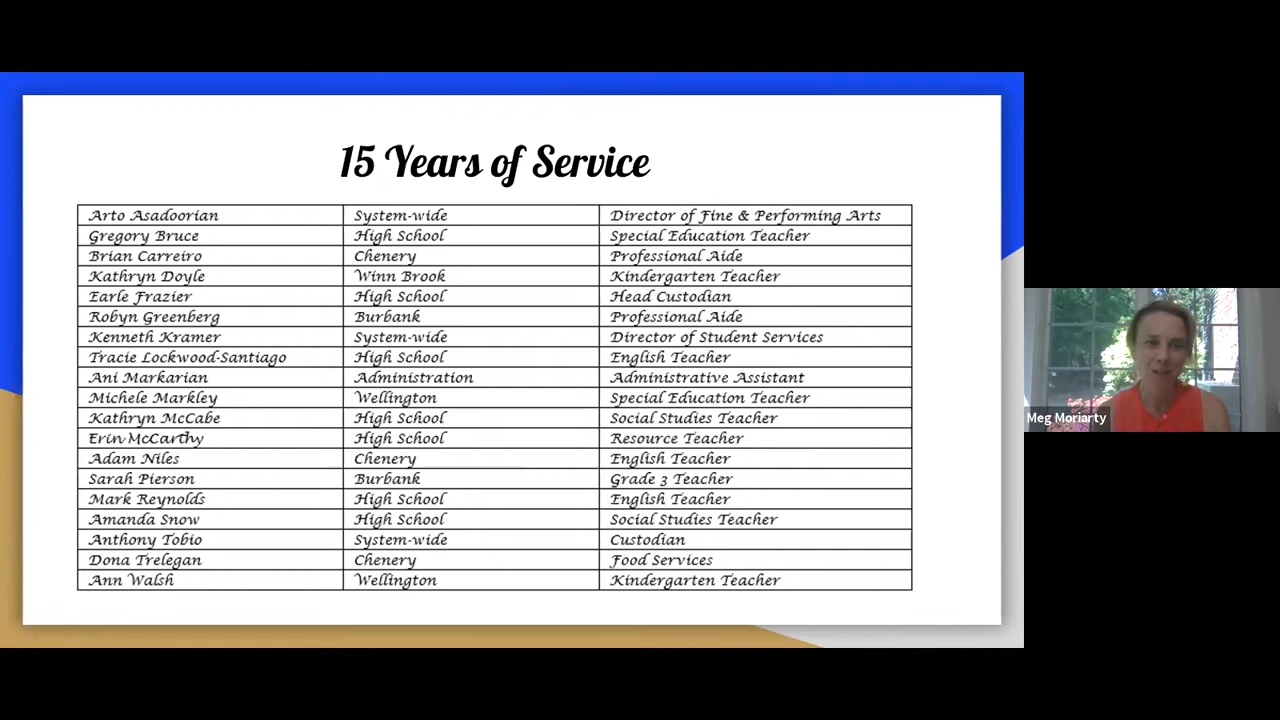 15 Years of Service
Arto Asadoorian System-wide Director of Fine & Performing Arts
Gregory Bruce High School Special Education Teacher
Brian Carreiro Chenery Professional Aide
Kathryn Doyle Winn Brook Kindergarten Teacher
Earle Frazier High School Head Custodian
Robyn Greenberg Burbank Professional Aide
Kenneth Kramer System-wide Director of Student Services
Tracie Lockwood-Santiago High School English Teacher
Ani Markarian Administration Administrative Assistant
Michele Markley Wellington Special Education Teacher
Kathryn McCabe High School Social Studies Teacher
Erin McCarthy High School Resource Teacher
Adam Niles Chenery English Teacher
Sarah Pierson Burbank Grade 3 Teacher
Mark Reynolds High School English Teacher
Amanda Snow High School Social Studies Teacher
Anthony Tobio System-wide Custodian
Dona Trelegan Chenery Food Services
Ann Walsh Wellington Kindergarten Teacher
Meg Moriarty